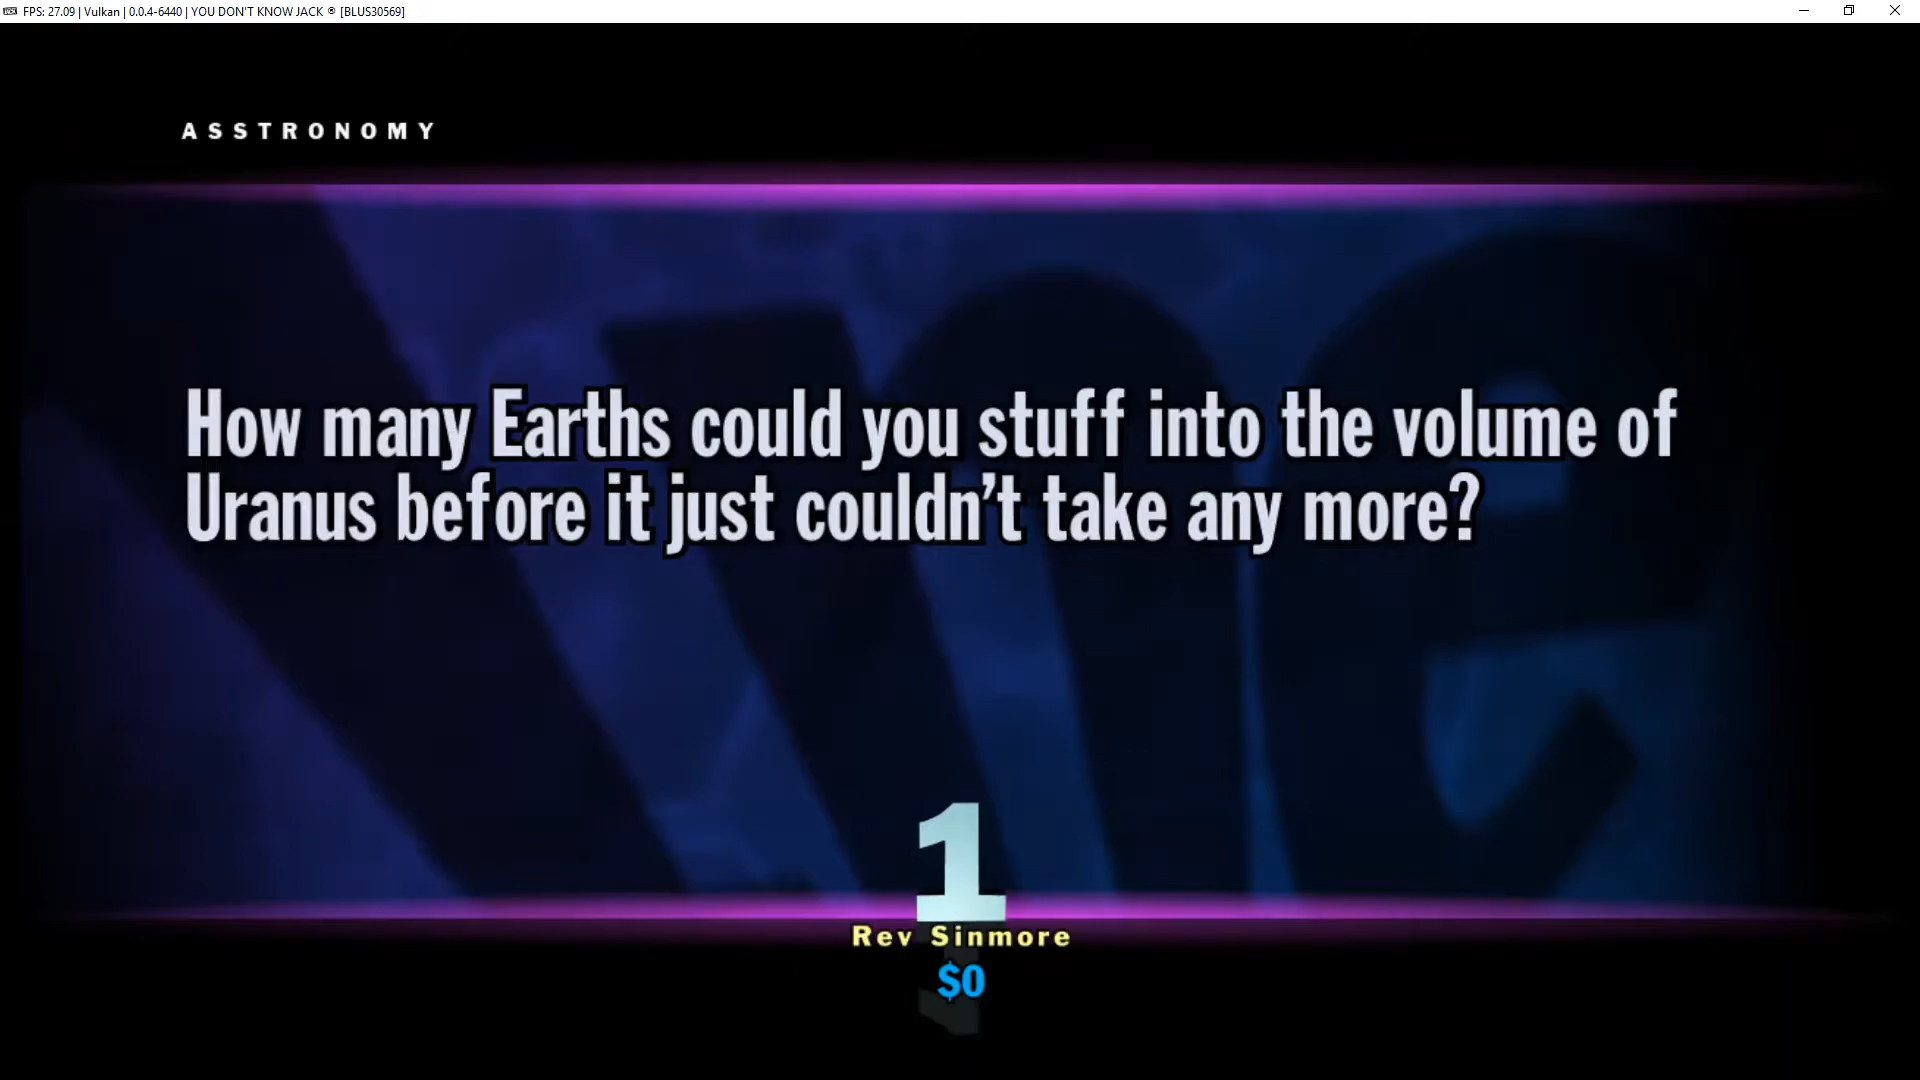 FPS: 27.09 | Vulkan | 0.0.4-6440 | YOU DON'T KNOW JACK ® [BLUS30569]
ASSTRONOMY
How many Earths could you stuff into the volume of
Uranus before it just couldn't take any more?
1
Rev Sinmore
$0